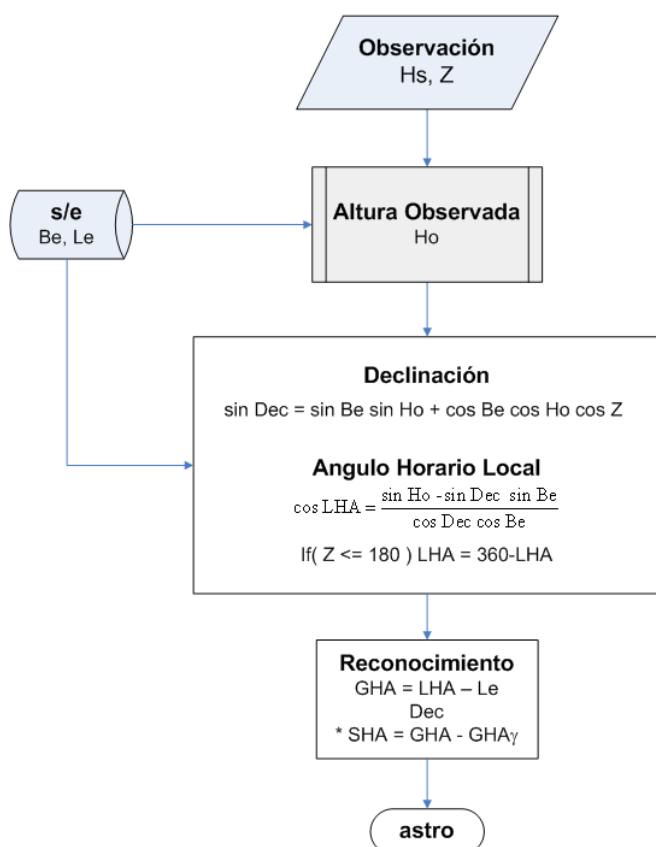 Observación
Hs, Z
s/e
Be, Le
Altura Observada
Ho
Declinación
sin Dec = sin Be sin Ho + cos Be cos Ho cos Z
Angulo Horario Local
cos LHA = sin Ho - sin Dec sin Be
cos Dec cos Be
If( Z <= 180 ) LHA = 360-LHA
Reconocimiento
GHA = LHA – Le
Dec
* SHA = GHA - GHAγ
astro